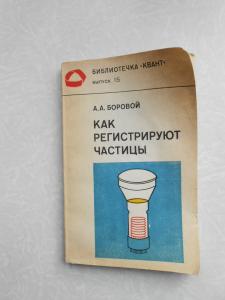 БИБЛИОТЕЧКА «КВАНТ»
ВЫПУСК 15
А.А. БОРОВОЙ
КАК
РЕГИСТРИРУЮТ
ЧАСТИЦЫ